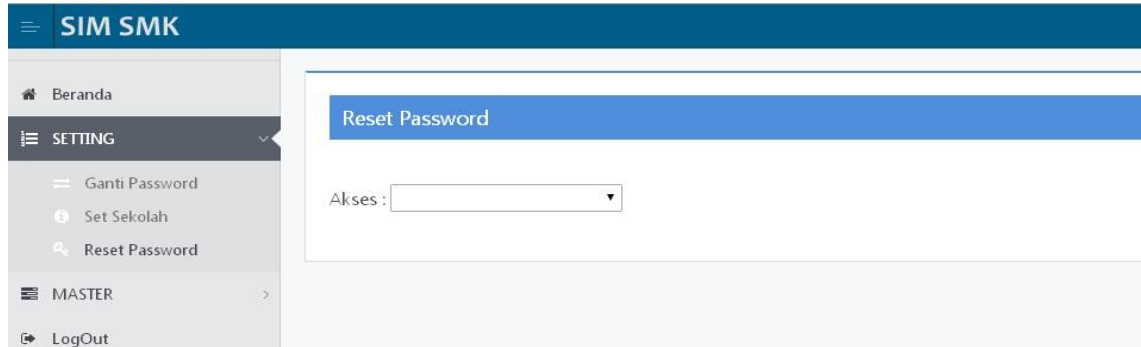 SIM SMK
Beranda
SETTING
Ganti Password
Set Sekolah
Reset Password
MASTER
LogOut
Reset Password
Akses :